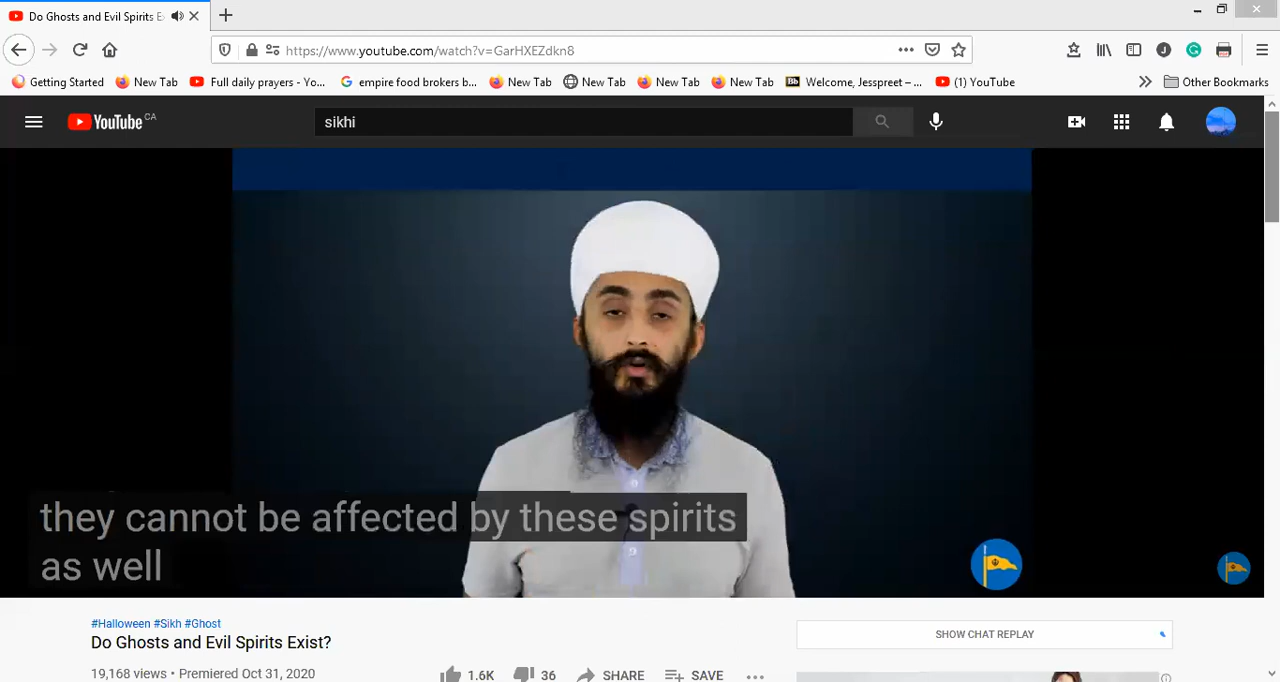 Do Ghosts and Evil Spirits E
https://www.youtube.com/watch?v=GarHXEZdkn8
Getting Started New Tab Full daily prayers - Yo... empire food brokers b... New Tab New Tab New Tab New Tab Bb Welcome, Jesspreet – ... (1) YouTube Other Bookmarks
YouTube CA sikhi
they cannot be affected by these spirits
as well
#Halloween #Sikh #Ghost
Do Ghosts and Evil Spirits Exist?
SHOW CHAT REPLAY
19,168 views • Premiered Oct 31, 2020 1.6K 36 SHARE SAVE